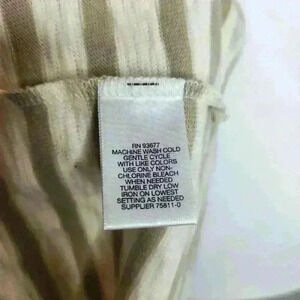 RN 93677
MACHINE WASH COLD
GENTLE CYCLE
WITH LIKE COLORS
USE ONLY NON-
CHLORINE BLEACH
WHEN NEEDED
TUMBLE DRY LOW
IRON ON LOWEST
SETTING AS NEEDED
SUPPLIER 75811-0